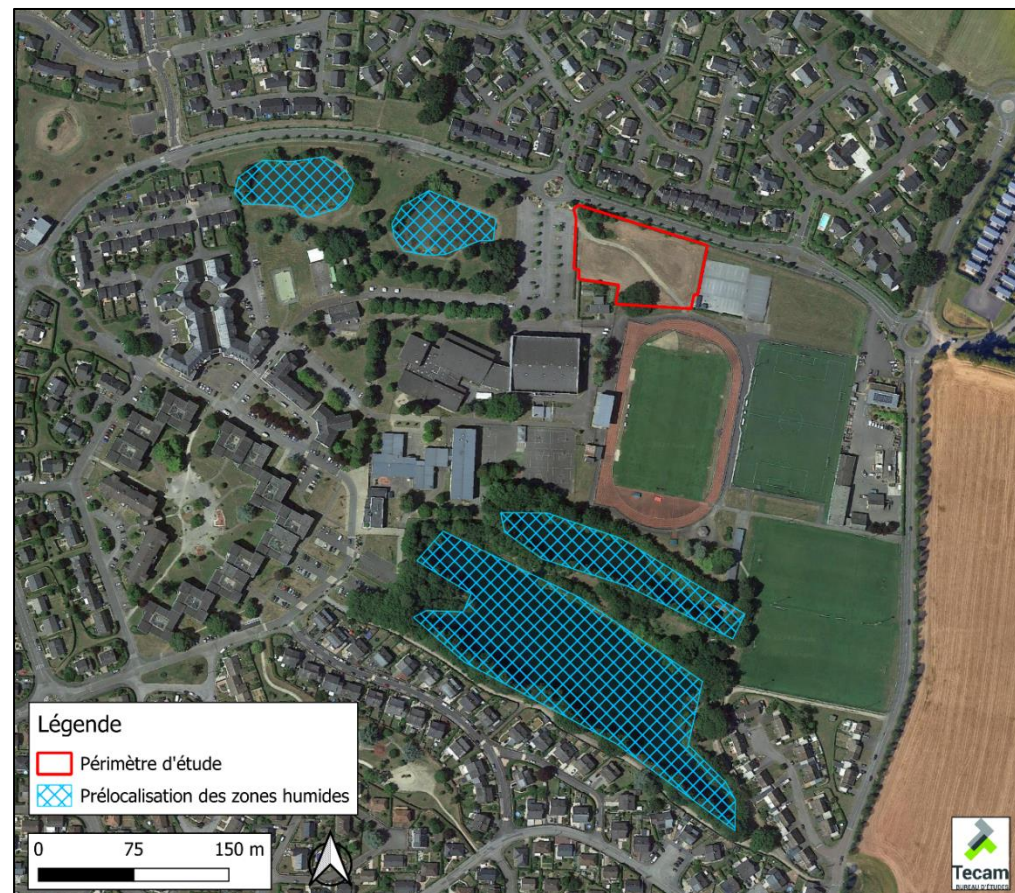 Légende
Périmètre d'étude
Prélocalisation des zones humides
0 75 150 m
Tecam
BUREAU D'ÉTUDES